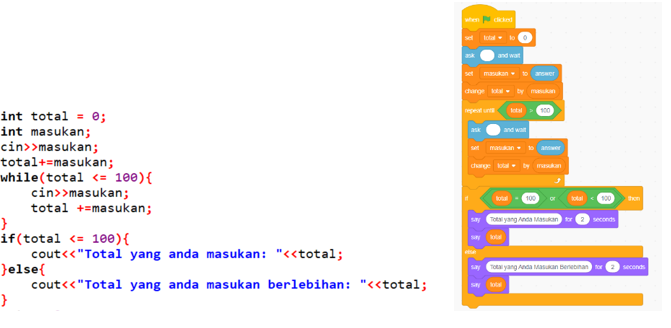 int total = 0;
int masukan;
cin>>masukan;
total+=masukan;
while(total <= 100){
cin>>masukan;
total +=masukan;
}
if(total <= 100){
cout<<"Total yang anda masukan: "<<total;
}else{
cout<<"Total yang anda masukan berlebihan: "<<total;
}
when clicked
set total to 0
ask and wait
set masukan to answer
change total by masukan
repeat until total 100
ask and wait
set masukan to answer
change total by masukan
if total = 100 or total < 100 then
say Total yang Anda Masukan for 2 seconds
say total
else
say Total yang Anda Masukan Berlebihan for 2 seconds
say total